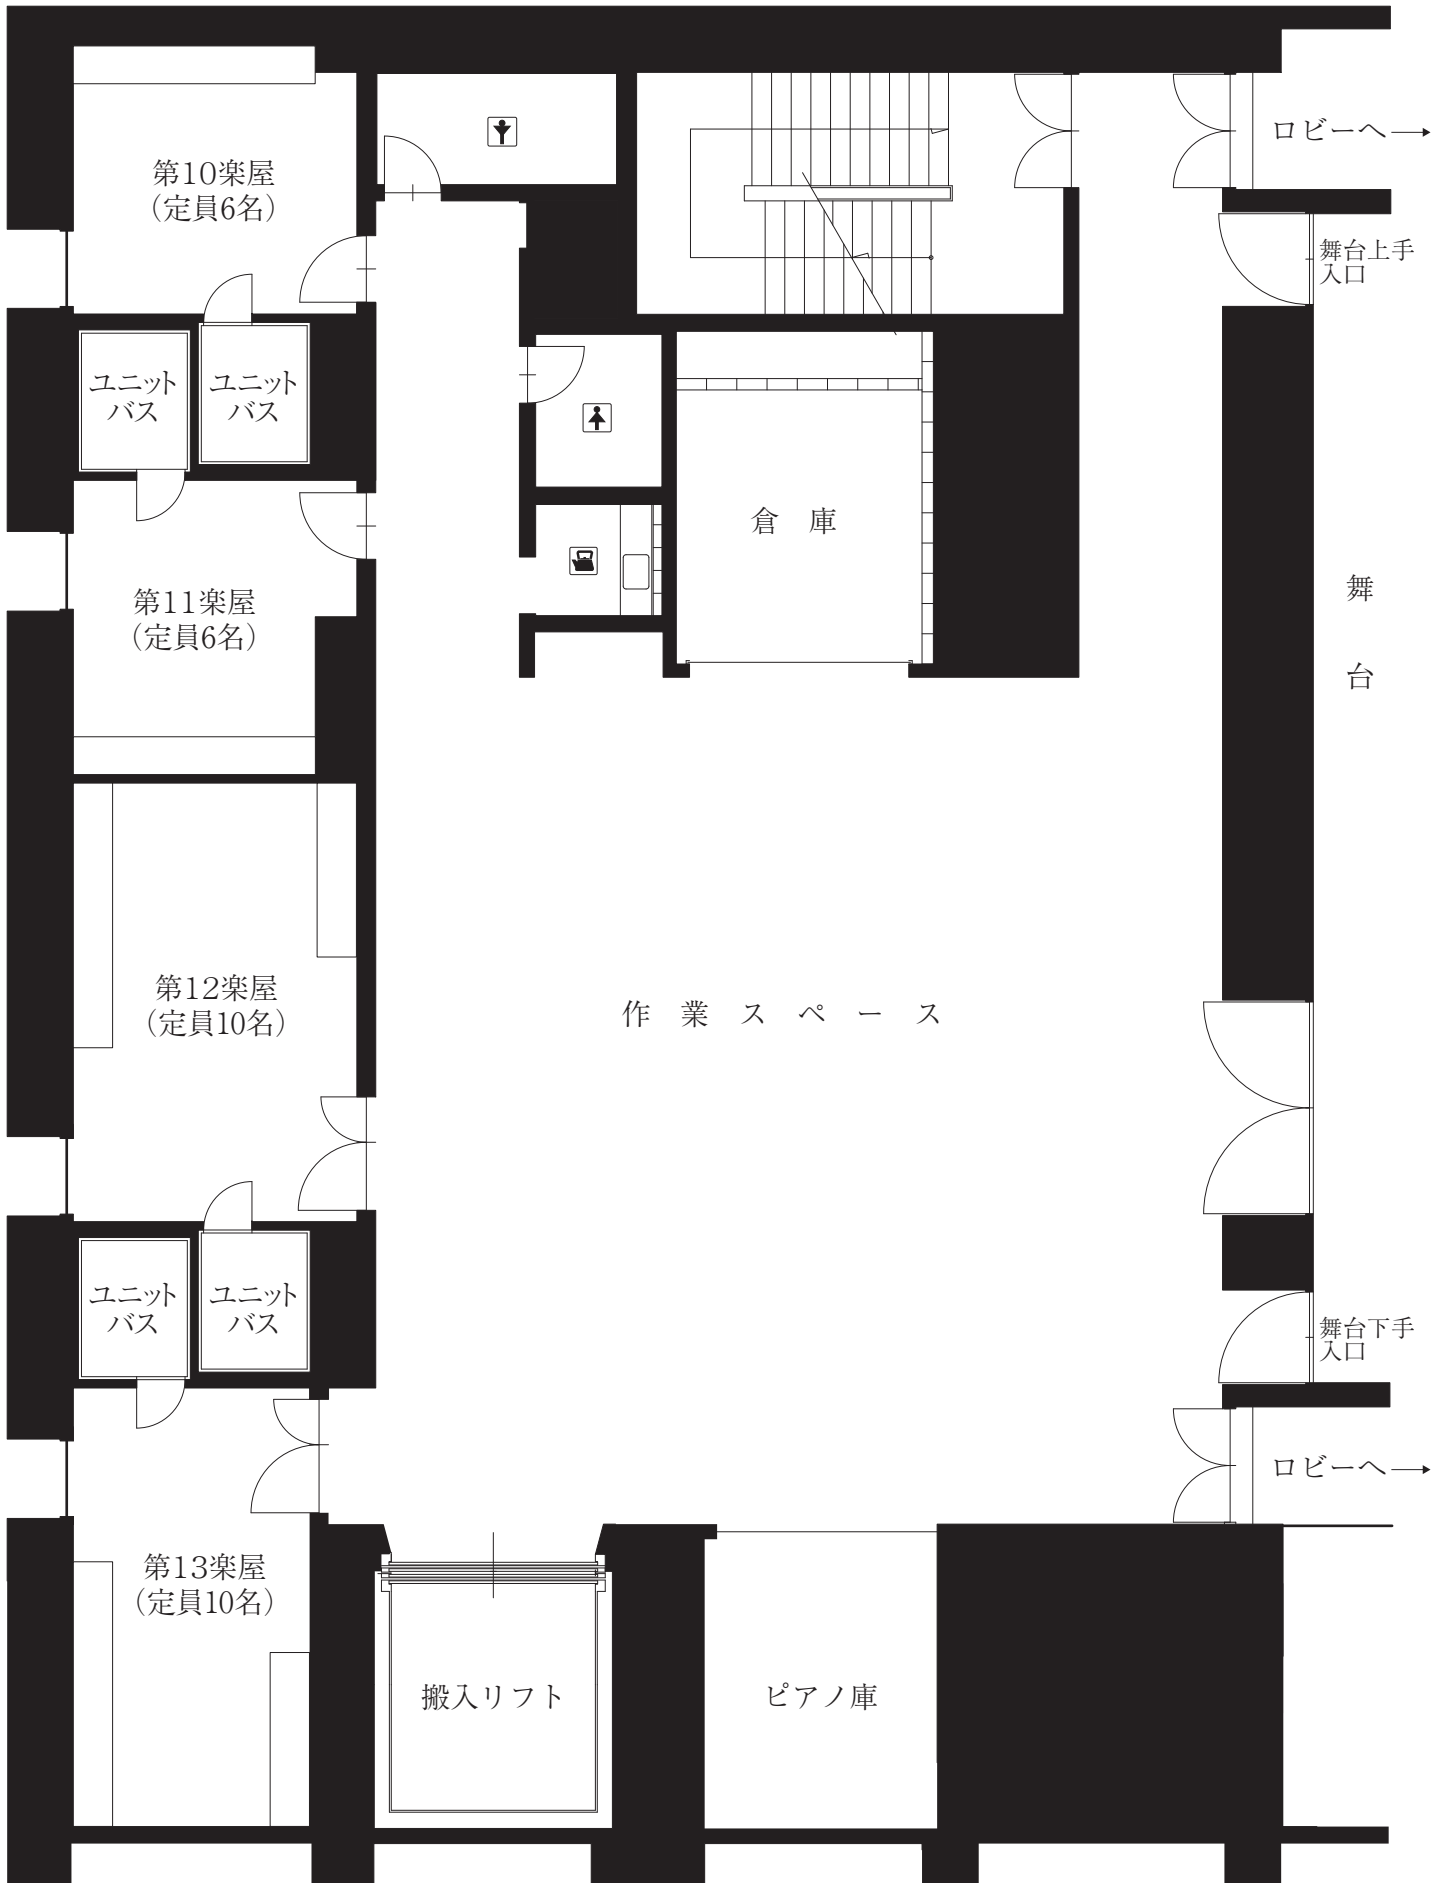 ロビーへ
第10楽屋
（定員6名）
舞台上手
入口
ユニット
バス
ユニット
バス
倉庫
第11楽屋
（定員6名）
舞台
第12楽屋
（定員10名）
作業スペース
ユニット
バス
ユニット
バス
舞台下手
入口
ロビーへ
第13楽屋
（定員10名）
搬入リフト
ピアノ庫